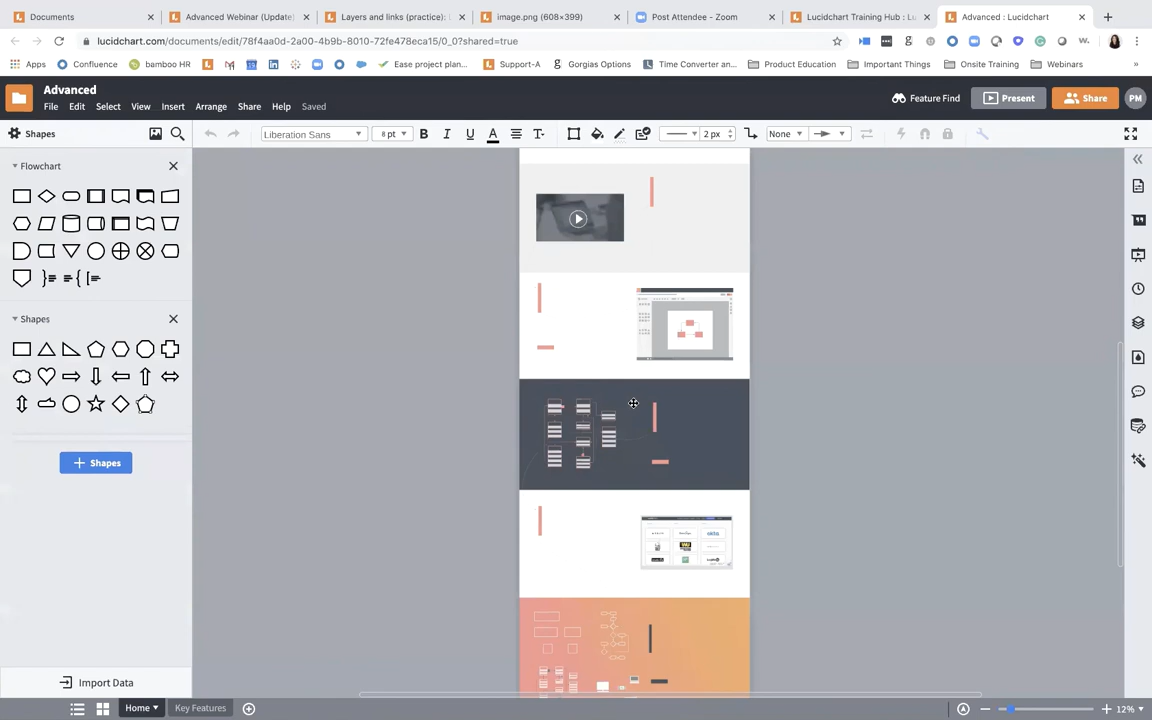 Documents
Advanced Webinar (Update)
Layers and links (practice):
image.png (608×399)
Post Attendee - Zoom
Lucidchart Training Hub : Lu
Advanced : Lucidchart
lucidchart.com/documents/edit/78f4aa0d-2a00-4b9b-8010-72fe478eca15/0_0?shared=true
Apps
Confluence
bamboo HR
Ease project plan...
Support-A
Gorgias Options
Time Converter an...
Product Education
Important Things
Onsite Training
Webinars
»
Advanced
File Edit Select View Insert Arrange Share Help Saved
Feature Find
Present
Share
PM
Shapes
Liberation Sans
8 pt
B I U A T
2 px
None
Flowchart
Shapes
+ Shapes
okta
Import Data
Home
Key Features
12%